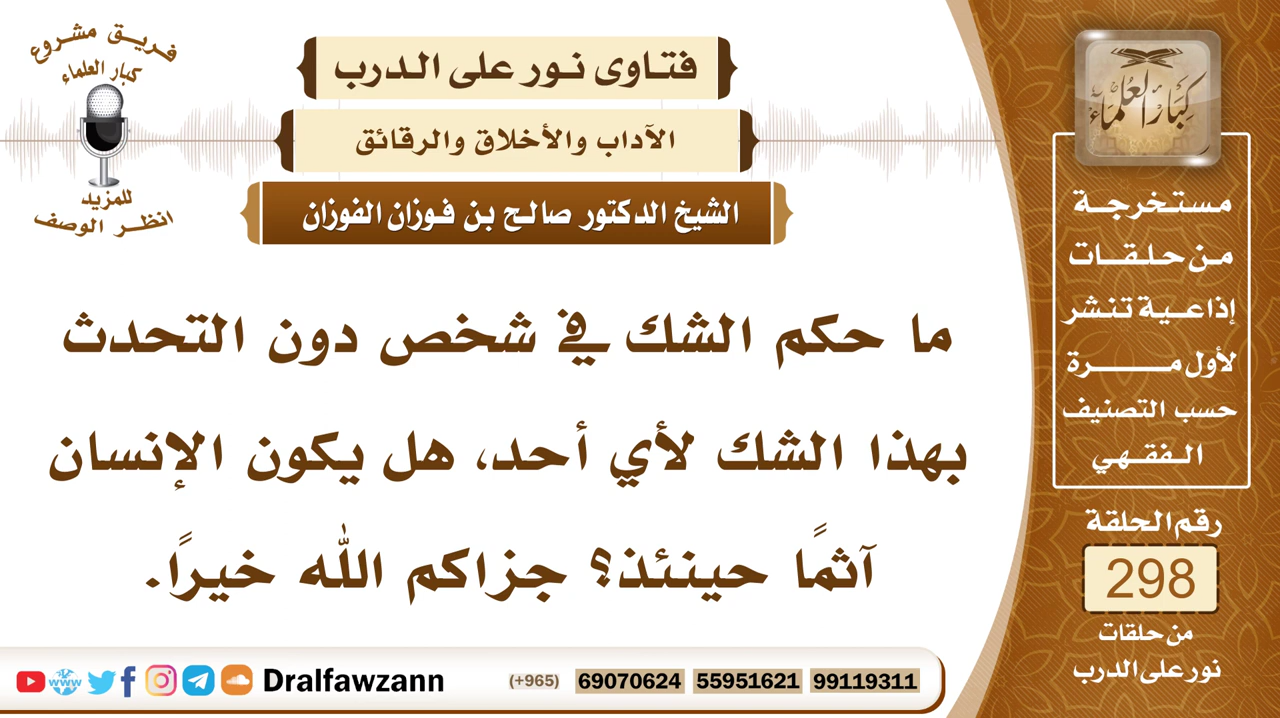 فريق مشروع
كبار العلماء
للمزيد
انظر الوصف
فتاوى نور على الدرب
الآداب والأخلاق والرقائق
الشيخ الدكتور صالح بن فوزان الفوزان
ما حكم الشك في شخص دون التحدث
بهذا الشك لأي أحد، هل يكون الإنسان
آثمًا حينئذ؟ جزاكم الله خيرًا.
كبار العلماء
مستخرجة
من حلقات
إذاعية تنشر
لأول مرة
حسب التصنيف
الفقهي
رقم الحلقة
298
من حلقات
نور على الدرب
www Dralfawzann (+965) 69070624 55951621 99119311